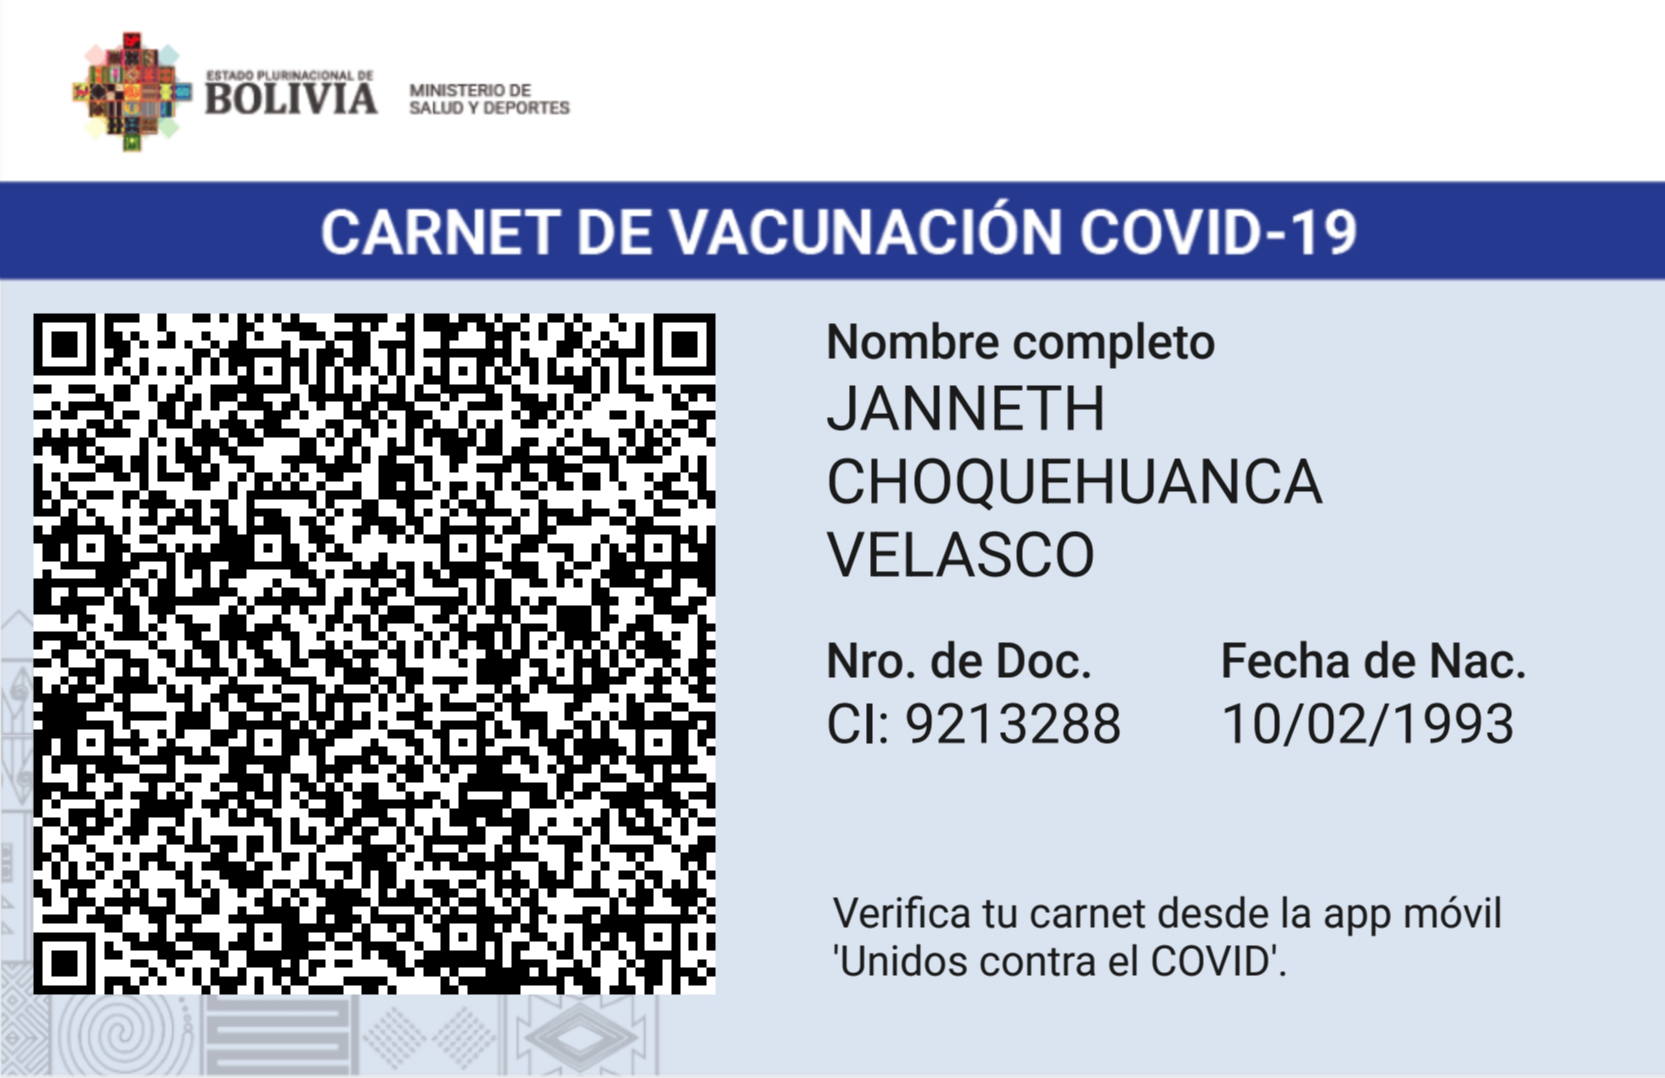 ESTADO PLURINACIONAL DE
BOLIVIA
MINISTERIO DE
SALUD Y DEPORTES
CARNET DE VACUNACIÓN COVID-19
Nombre completo
JANNETH
CHOQUEHUANCA
VELASCO
Nro. de Doc. Fecha de Nac.
CI: 9213288 10/02/1993
Verifica tu carnet desde la app móvil
'Unidos contra el COVID'.